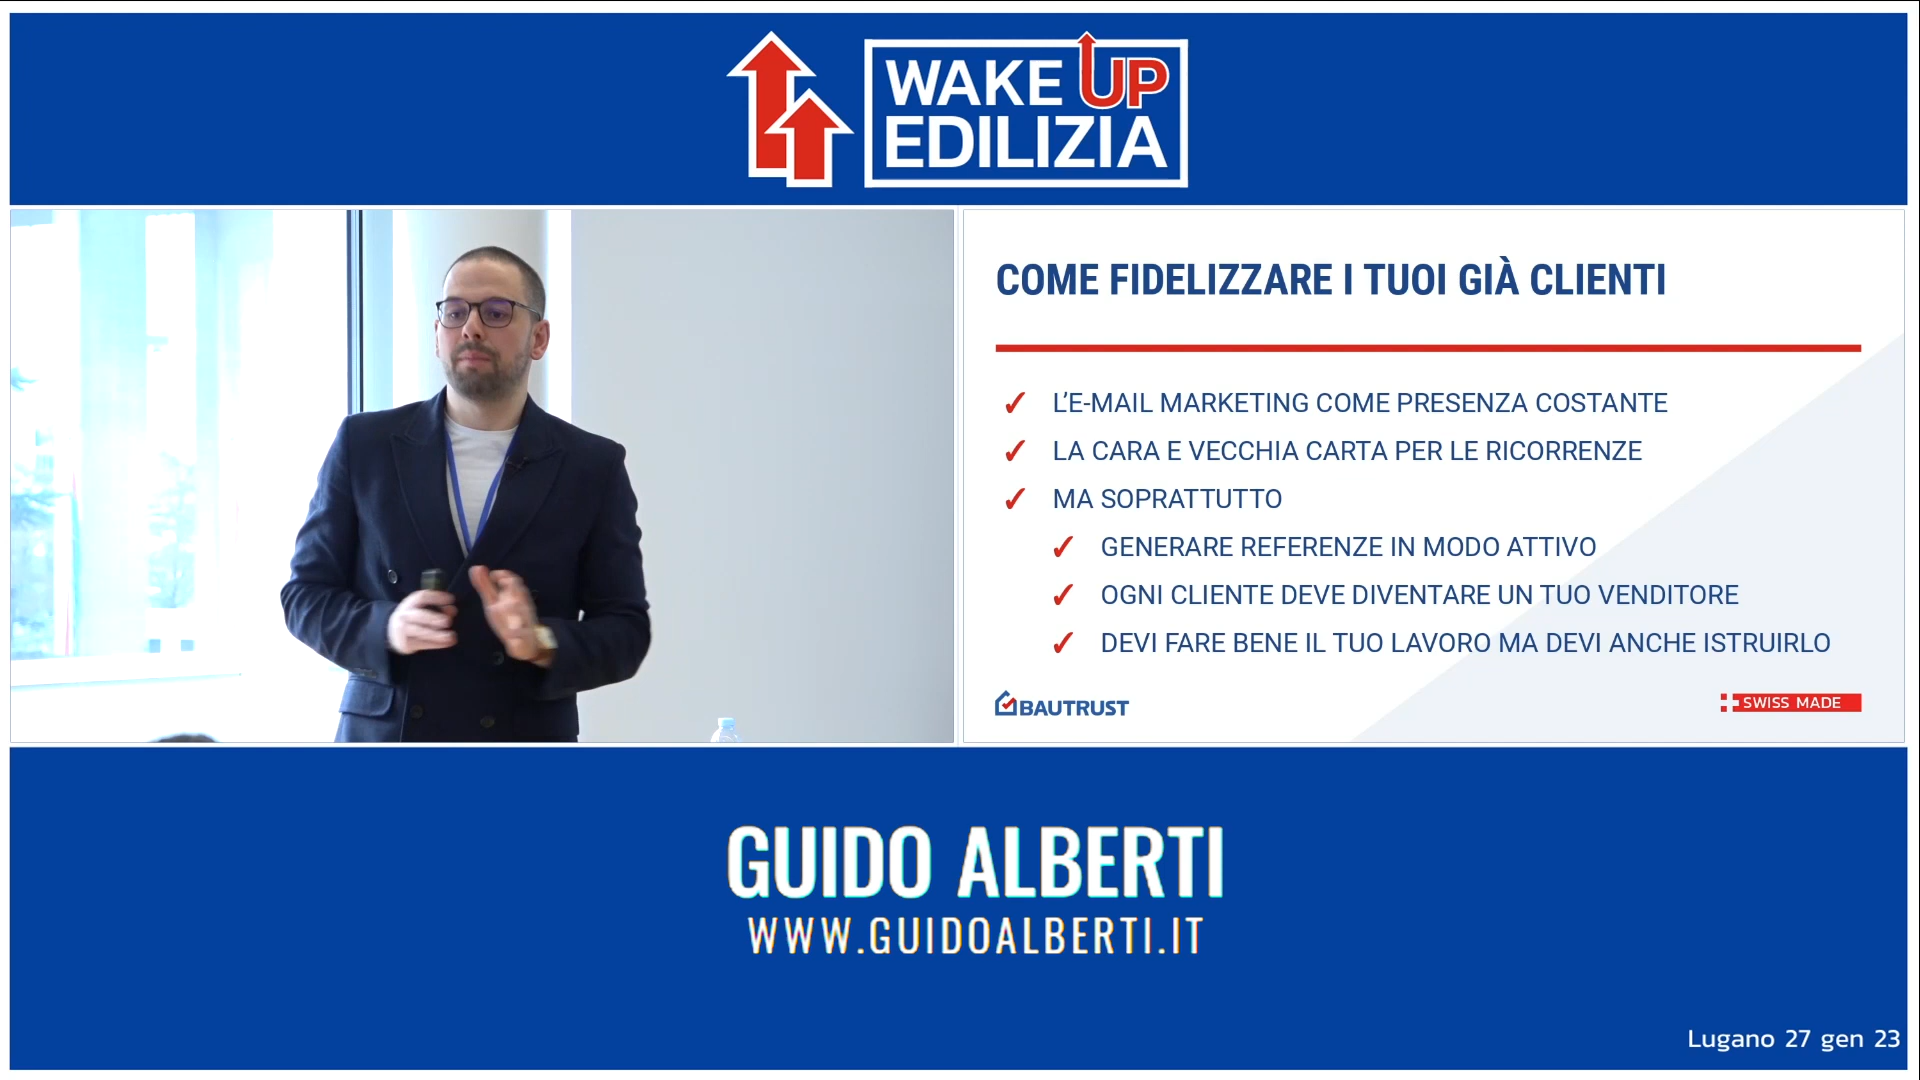 WAKE UP
EDILIZIA
COME FIDELIZZARE I TUOI GIÀ CLIENTI
✓ L'E-MAIL MARKETING COME PRESENZA COSTANTE
✓ LA CARA E VECCHIA CARTA PER LE RICORRENZE
✓ MA SOPRATTUTTO
✓ GENERARE REFERENZE IN MODO ATTIVO
✓ OGNI CLIENTE DEVE DIVENTARE UN TUO VENDITORE
✓ DEVI FARE BENE IL TUO LAVORO MA DEVI ANCHE ISTRUIRLO
BAUTRUST
SWISS MADE
GUIDO ALBERTI
WWW.GUIDOALBERTI.IT
Lugano 27 gen 23